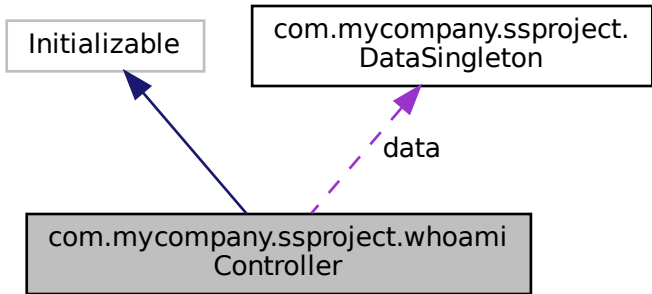 Initializable
com.mycompany.ssproject.
DataSingleton
data
com.mycompany.ssproject.whoami
Controller